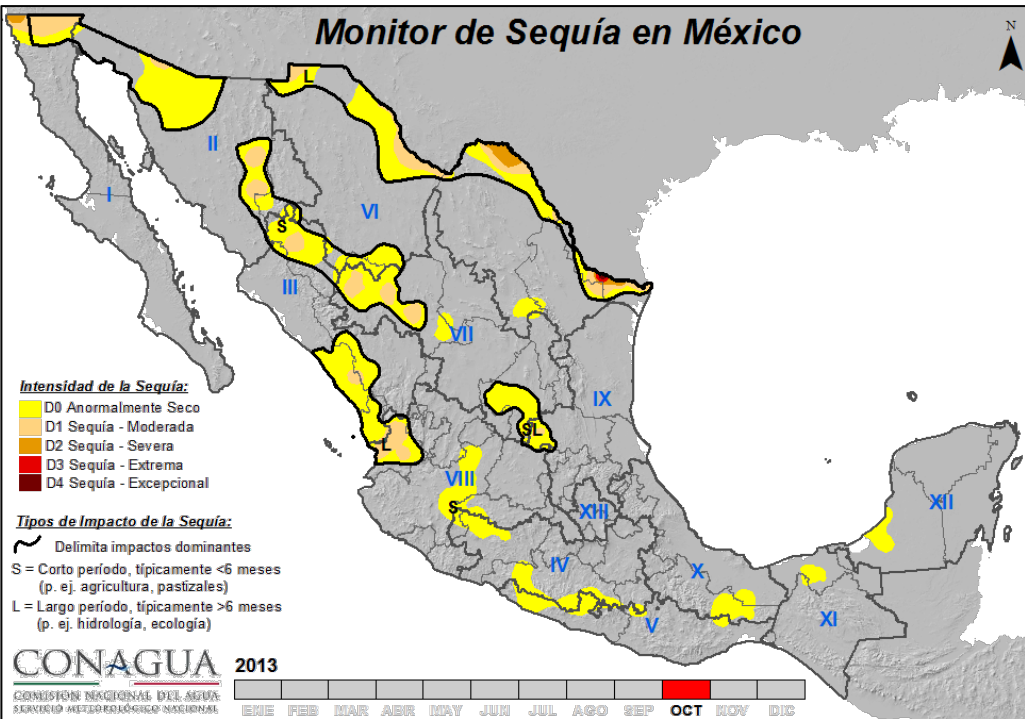 Monitor de Sequía en México
N
L
II
I
VI
S
III
VII
IX
Intensidad de la Sequía:
D0 Anormalmente Seco
D1 Sequía - Moderada
D2 Sequía - Severa
D3 Sequía - Extrema
D4 Sequía - Excepcional
L
SL
VIII
S
XIII
XII
IV
X
V
XI
Tipos de Impacto de la Sequía:
Delimita impactos dominantes
S = Corto período, típicamente <6 meses
(p. ej. agricultura, pastizales)
L = Largo período, típicamente >6 meses
(p. ej. hidrología, ecología)
CONAGUA
COMISIÓN NACIONAL DEL AGUA
SERVICIO METEOROLÓGICO NACIONAL
2013
ENE FEB MAR ABR MAY JUN JUL AGO SEP OCT NOV DIC